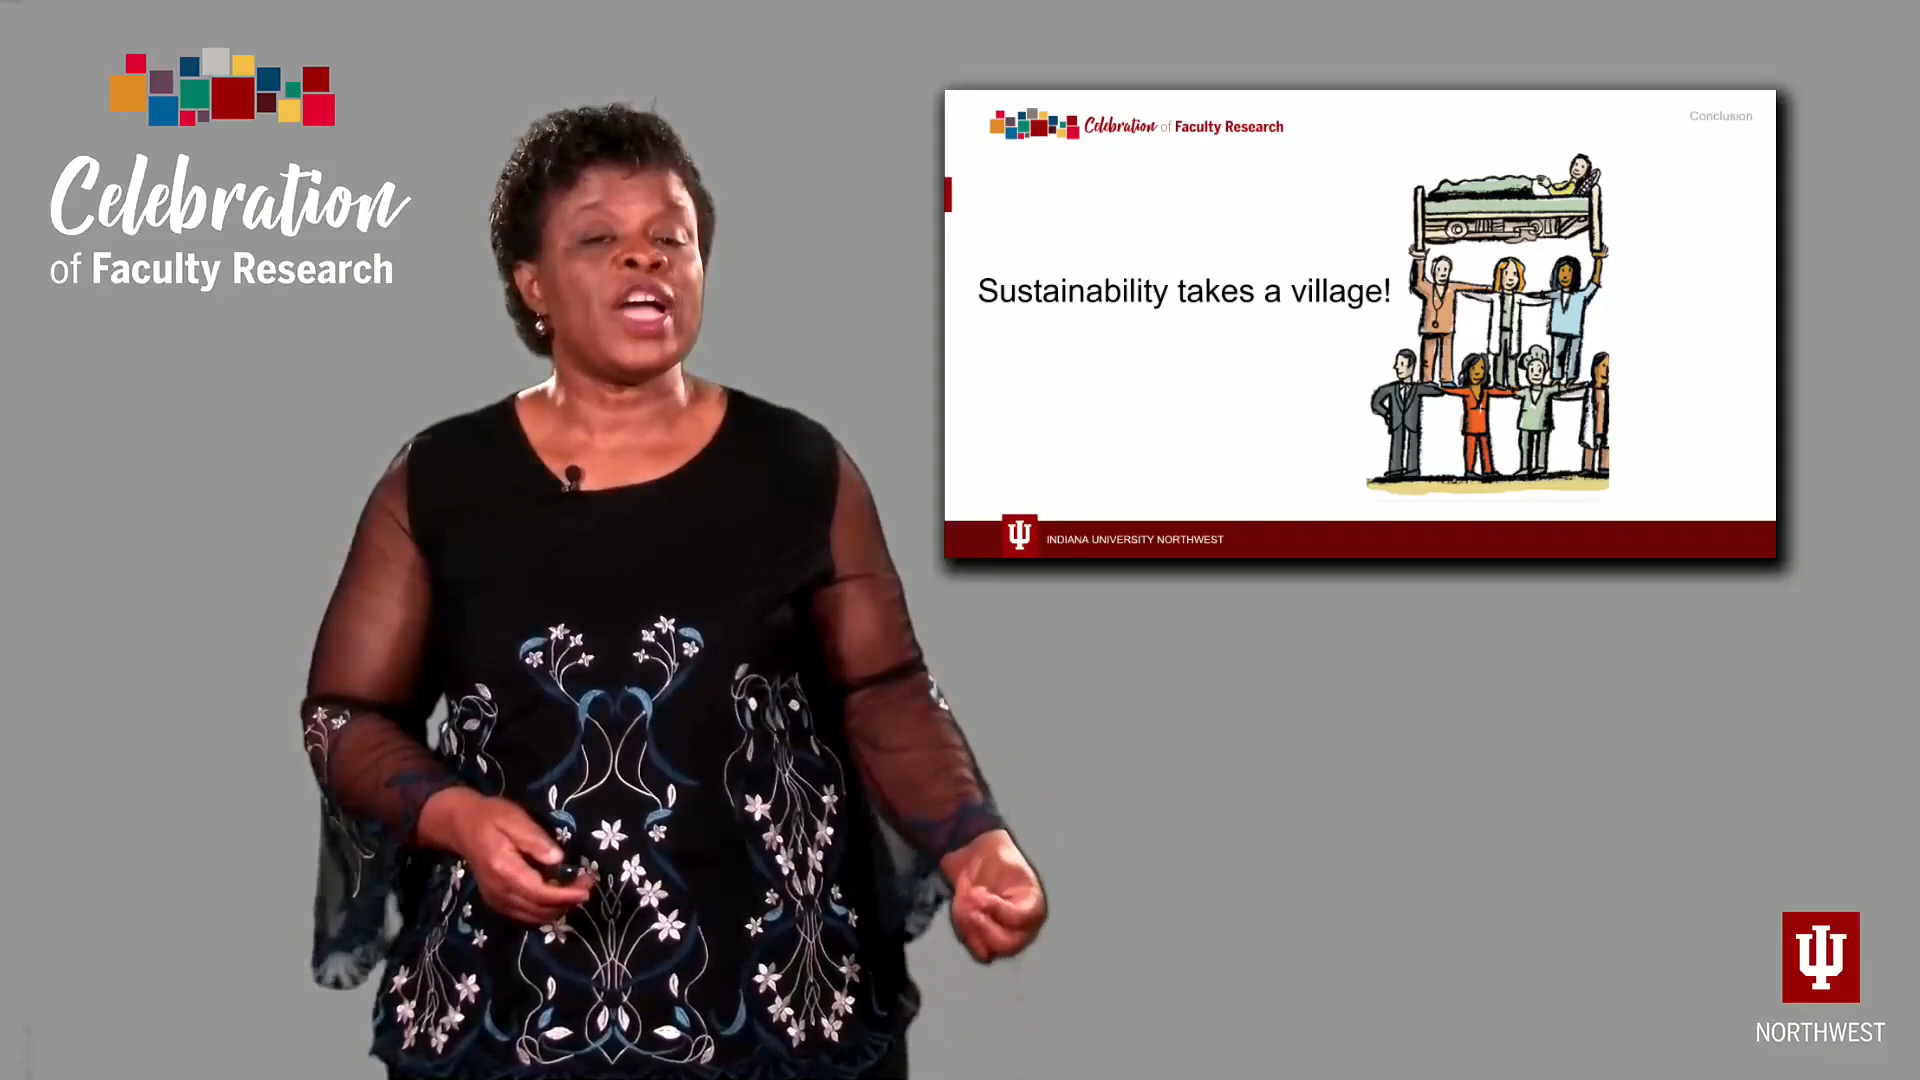 Celebration
of Faculty Research
Celebration of Faculty Research
Conclusion
Sustainability takes a village!
INDIANA UNIVERSITY NORTHWEST
NORTHWEST